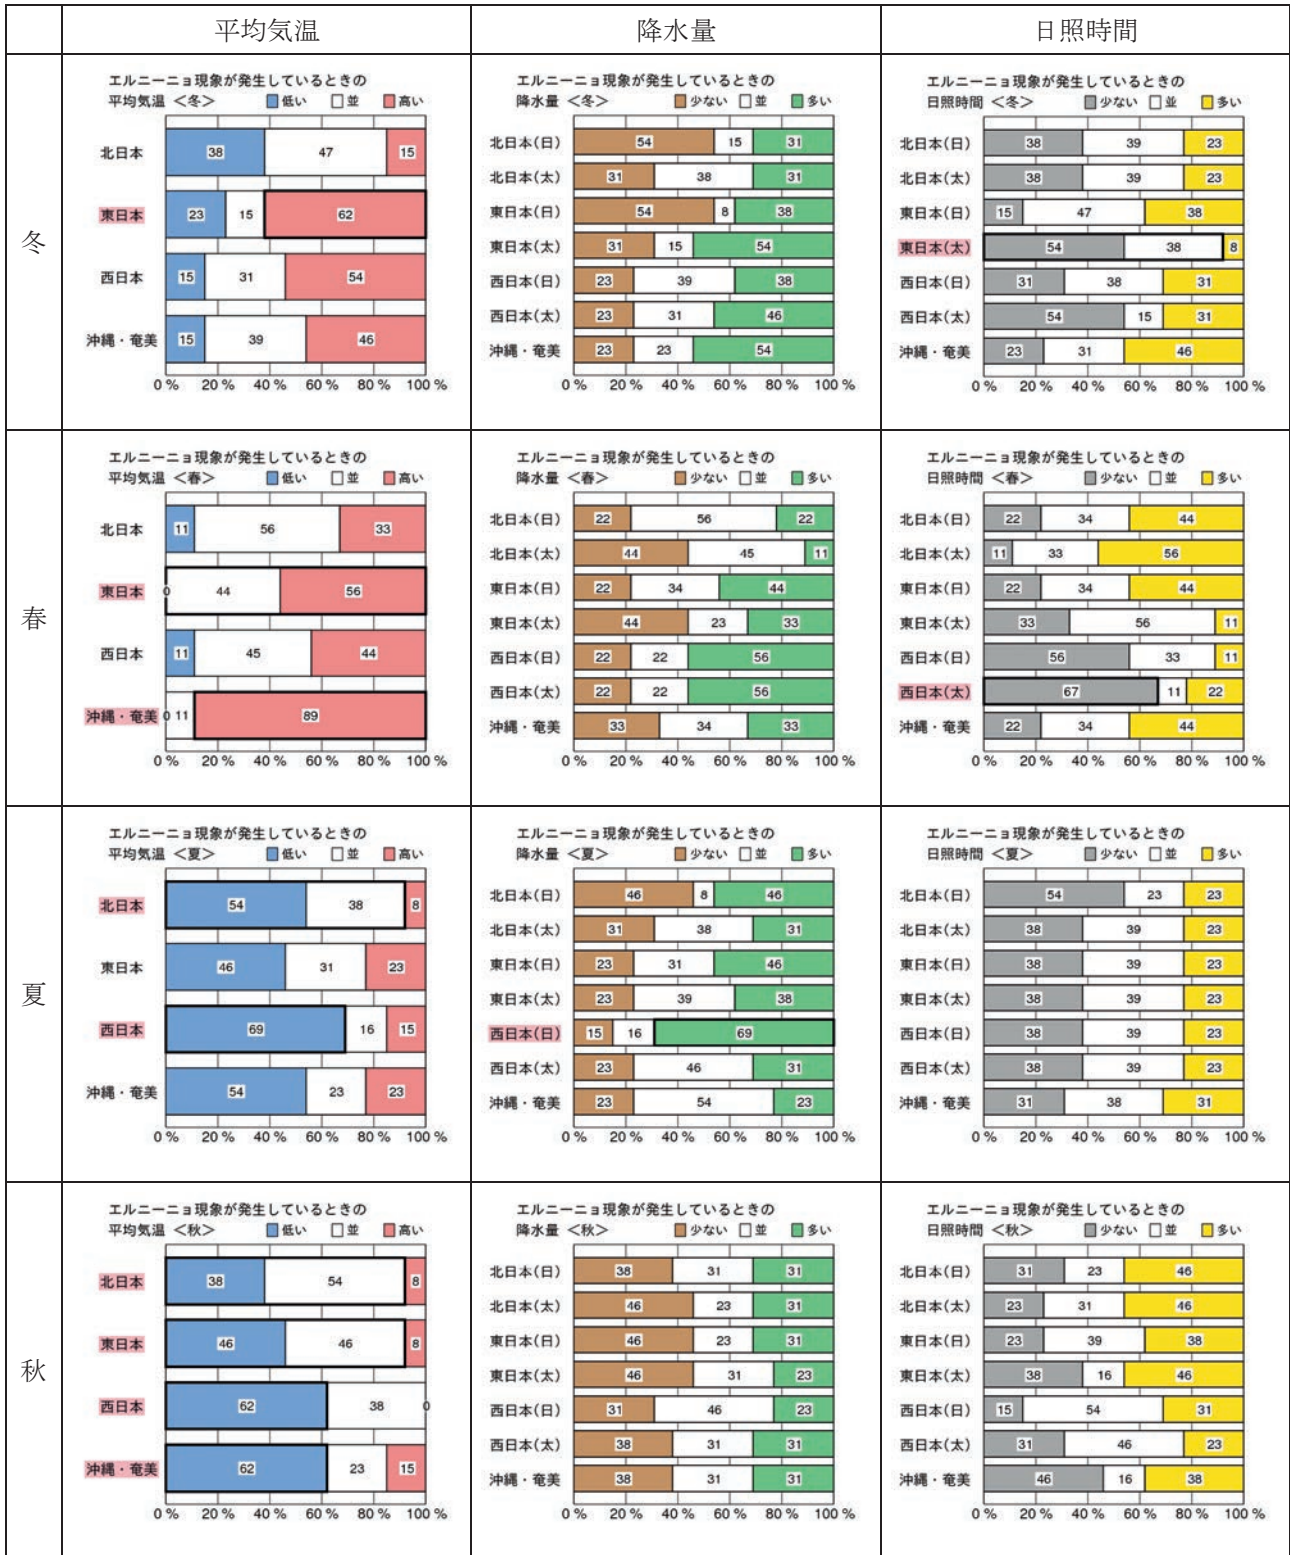 平均気温 降水量 日照時間
冬
エルニーニョ現象が発生しているときの
平均気温 <冬> 低い 並 高い
北日本 38 47 15
東日本 23 15 62
西日本 15 31 54
沖縄・奄美 15 39 46
0 % 20 % 40 % 60 % 80 % 100 %
エルニーニョ現象が発生しているときの
降水量 <冬> 少ない 並 多い
北日本(日) 54 15 31
北日本(太) 31 38 31
東日本(日) 54 8 38
東日本(太) 31 15 54
西日本(日) 23 39 38
西日本(太) 23 31 46
沖縄・奄美 23 23 54
0 % 20 % 40 % 60 % 80 % 100 %
エルニーニョ現象が発生しているときの
日照時間 <冬> 少ない 並 多い
北日本(日) 38 39 23
北日本(太) 38 39 23
東日本(日) 15 47 38
東日本(太) 54 38 8
西日本(日) 31 38 31
西日本(太) 54 15 31
沖縄・奄美 23 31 46
0 % 20 % 40 % 60 % 80 % 100 %
春
エルニーニョ現象が発生しているときの
平均気温 <春> 低い 並 高い
北日本 11 56 33
東日本 0 44 56
西日本 11 45 44
沖縄・奄美 0 11 89
0 % 20 % 40 % 60 % 80 % 100 %
エルニーニョ現象が発生しているときの
降水量 <春> 少ない 並 多い
北日本(日) 22 56 22
北日本(太) 44 45 11
東日本(日) 22 34 44
東日本(太) 44 23 33
西日本(日) 22 22 56
西日本(太) 22 22 56
沖縄・奄美 33 34 33
0 % 20 % 40 % 60 % 80 % 100 %
エルニーニョ現象が発生しているときの
日照時間 <春> 少ない 並 多い
北日本(日) 22 34 44
北日本(太) 11 33 56
東日本(日) 22 34 44
東日本(太) 33 56 11
西日本(日) 56 33 11
西日本(太) 67 11 22
沖縄・奄美 22 34 44
0 % 20 % 40 % 60 % 80 % 100 %
夏
エルニーニョ現象が発生しているときの
平均気温 <夏> 低い 並 高い
北日本 54 38 8
東日本 46 31 23
西日本 69 16 15
沖縄・奄美 54 23 23
0 % 20 % 40 % 60 % 80 % 100 %
エルニーニョ現象が発生しているときの
降水量 <夏> 少ない 並 多い
北日本(日) 46 8 46
北日本(太) 31 38 31
東日本(日) 23 31 46
東日本(太) 23 39 38
西日本(日) 15 16 69
西日本(太) 23 46 31
沖縄・奄美 23 54 23
0 % 20 % 40 % 60 % 80 % 100 %
エルニーニョ現象が発生しているときの
日照時間 <夏> 少ない 並 多い
北日本(日) 54 23 23
北日本(太) 38 39 23
東日本(日) 38 39 23
東日本(太) 38 39 23
西日本(日) 38 39 23
西日本(太) 38 39 23
沖縄・奄美 31 38 31
0 % 20 % 40 % 60 % 80 % 100 %
秋
エルニーニョ現象が発生しているときの
平均気温 <秋> 低い 並 高い
北日本 38 54 8
東日本 46 46 8
西日本 62 38 0
沖縄・奄美 62 23 15
0 % 20 % 40 % 60 % 80 % 100 %
エルニーニョ現象が発生しているときの
降水量 <秋> 少ない 並 多い
北日本(日) 38 31 31
北日本(太) 46 23 31
東日本(日) 46 23 31
東日本(太) 46 31 23
西日本(日) 31 46 23
西日本(太) 38 31 31
沖縄・奄美 38 31 31
0 % 20 % 40 % 60 % 80 % 100 %
エルニーニョ現象が発生しているときの
日照時間 <秋> 少ない 並 多い
北日本(日) 31 23 46
北日本(太) 23 31 46
東日本(日) 23 39 38
東日本(太) 38 16 46
西日本(日) 15 54 31
西日本(太) 31 46 23
沖縄・奄美 46 16 38
0 % 20 % 40 % 60 % 80 % 100 %